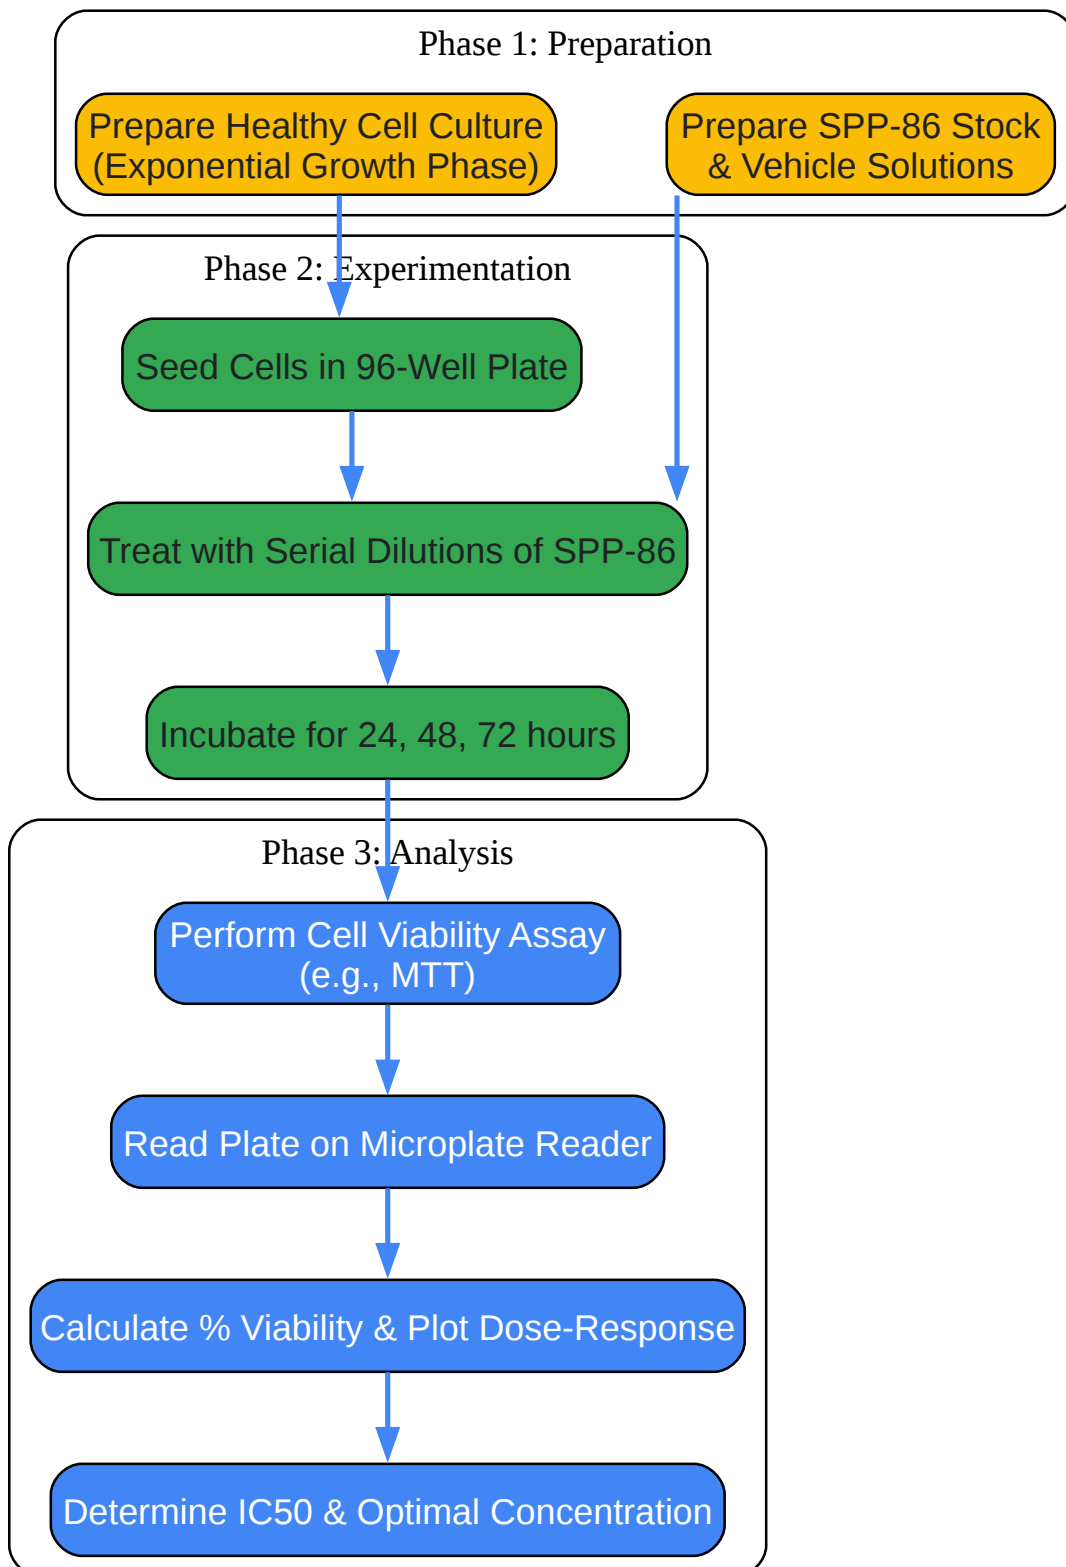 Phase 1: Preparation
Prepare Healthy Cell Culture
(Exponential Growth Phase)
Prepare SPP-86 Stock
& Vehicle Solutions
Phase 2: Experimentation
Seed Cells in 96-Well Plate
Treat with Serial Dilutions of SPP-86
Incubate for 24, 48, 72 hours
Phase 3: Analysis
Perform Cell Viability Assay
(e.g., MTT)
Read Plate on Microplate Reader
Calculate % Viability & Plot Dose-Response
Determine IC50 & Optimal Concentration